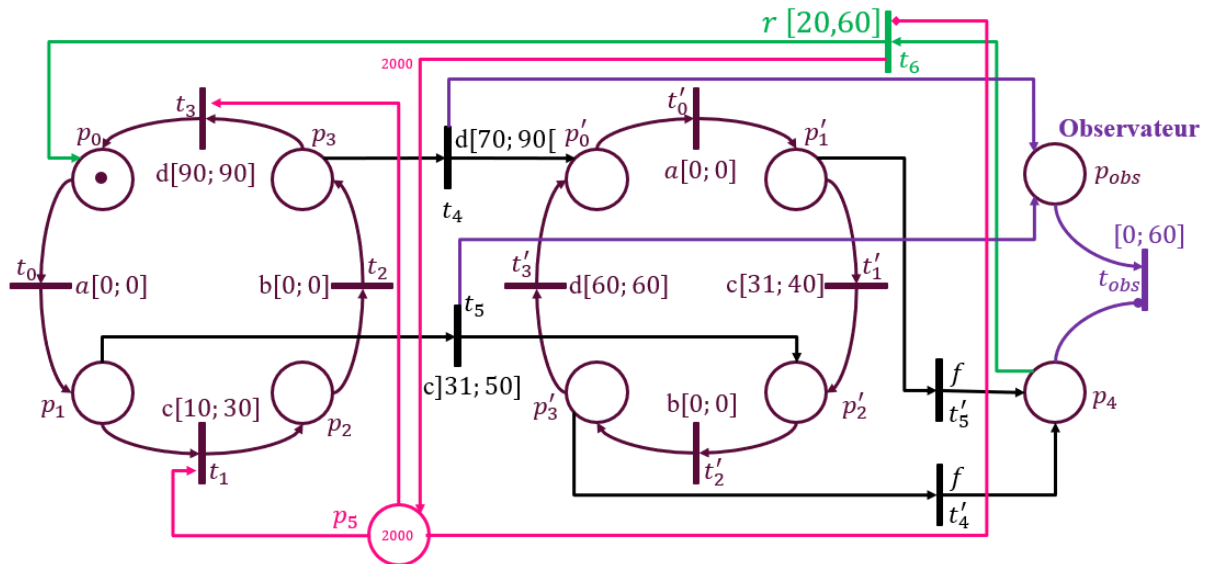 r [20,60]
2000
t₆
t₃
t′₀
p₀
p₃
d[70; 90[
p′₀
p′₁
Observateur
d[90; 90]
a[0; 0]
p_obs
t₄
[0; 60]
t₀
a[0; 0]
b[0; 0]
t₂
t′₃
d[60; 60]
c[31; 40]
t′₁
t_obs
t₅
p₁
c[10; 30]
p₂
c]31; 50]
p′₃
b[0; 0]
p′₂
f
t′₅
p₄
t₁
t′₂
f
t′₄
p₅
2000